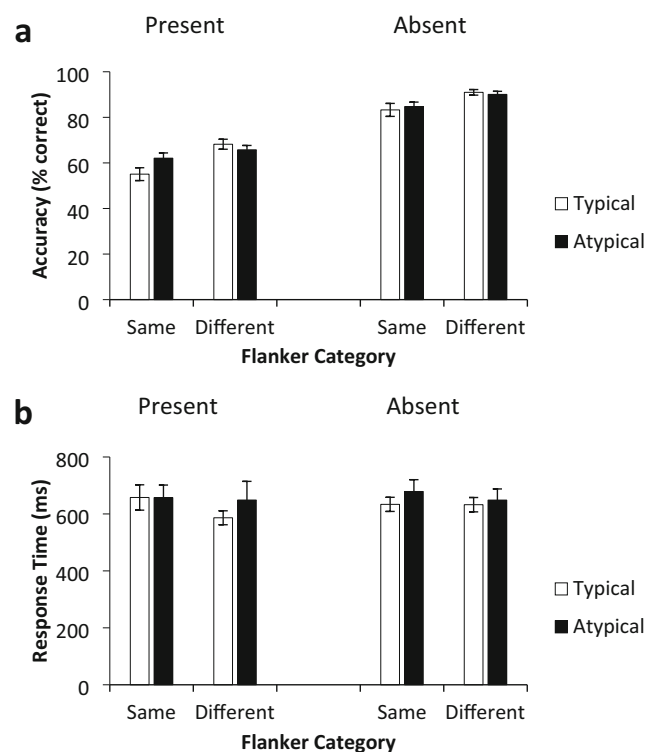 a
Present Absent
Accuracy (% correct)
100
80
60
40
20
0
Same Different Same Different
Flanker Category
Typical
Atypical
b
Present Absent
Response Time (ms)
800
600
400
200
0
Same Different Same Different
Flanker Category
Typical
Atypical